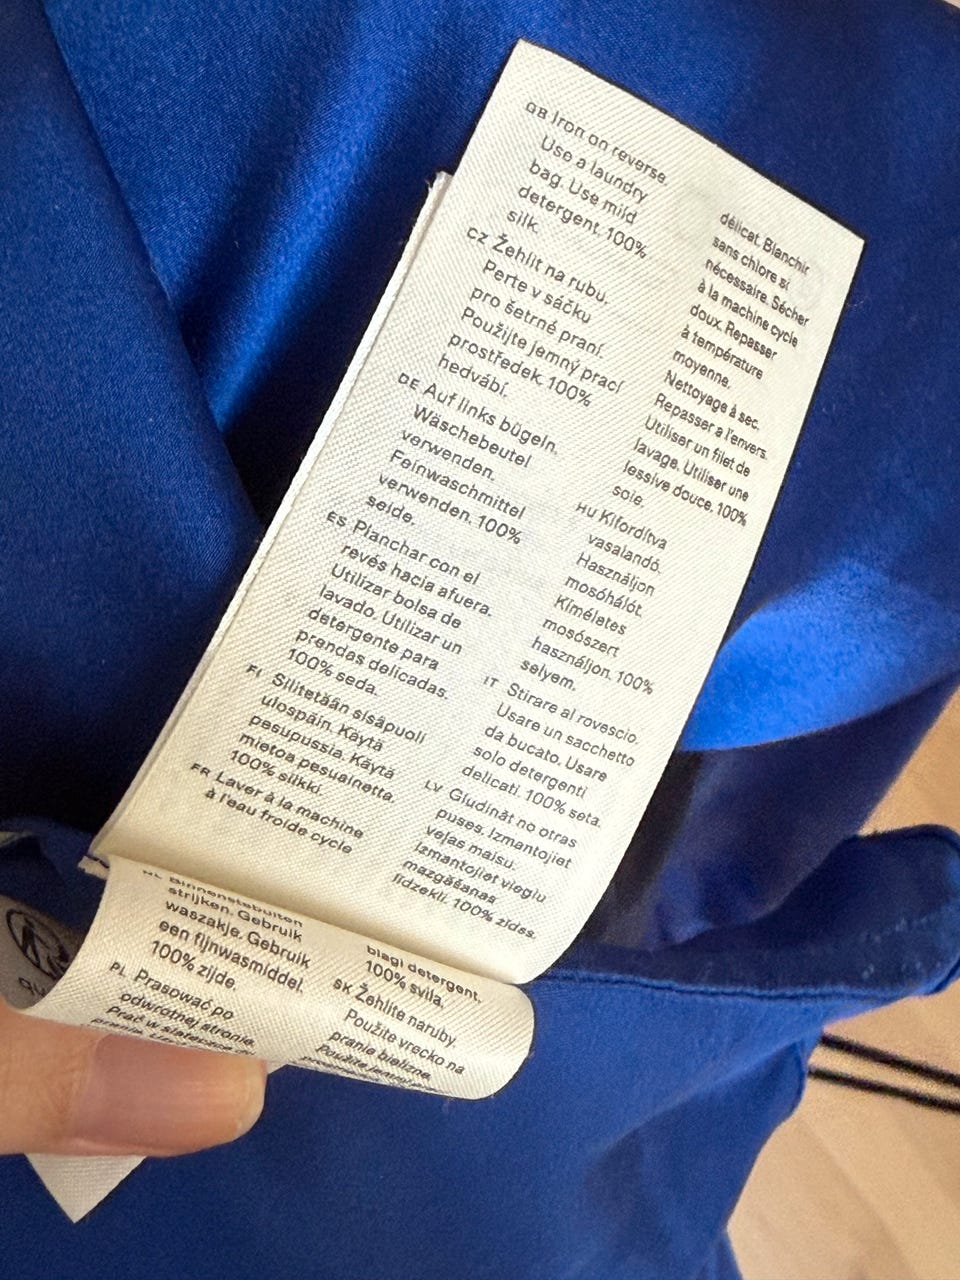 GB Iron on reverse.
Use a laundry
bag. Use mild
detergent. 100%
silk.
CZ Žehlit na rubu.
Perte v sáčku
pro šetrné praní.
Použijte jemný prací
prostředek. 100%
hedvábí.
DE Auf links bügeln.
Wäschebeutel
verwenden.
Feinwaschmittel
verwenden. 100%
seide.
ES Planchar con el
revés hacia afuera.
Utilizar bolsa de
lavado. Utilizar un
detergente para
prendas delicadas.
100% seda.
FI Silitetään sisäpuoli
ulospäin. Käytä
pesupussia. Käytä
mietoa pesuainetta.
100% silkki.
FR Laver à la machine
à l'eau froide cycle
délicat. Blanchir
sans chlore si
nécessaire. Sécher
à la machine cycle
doux. Repasser
à température
moyenne.
Nettoyage à sec.
Repasser a l'envers.
Utiliser un filet de
lavage. Utiliser une
lessive douce. 100%
soie.
HU Kifordítva
vasalandó.
Használjon
mosóhálót.
Kíméletes
mosószert
használjon. 100%
selyem.
IT Stirare al rovescio.
Usare un sacchetto
da bucato. Usare
solo detergenti
delicati. 100% seta.
LV Gludināt no otras
puses. Izmantojiet
veļas maisu.
Izmantojiet vieglu
mazgāšanas
līdzekli. 100% zīdss.
NL Binnenstebuiten
strijken. Gebruik
waszakje. Gebruik
een fijnwasmiddel.
100% zijde.
PL Prasować po
odwrotnej stronie.
Prać w siateczce
blagi detergent.
100% svila.
SK Žehlite naruby.
Použite vrecko na
pranie bielizne.
Použite